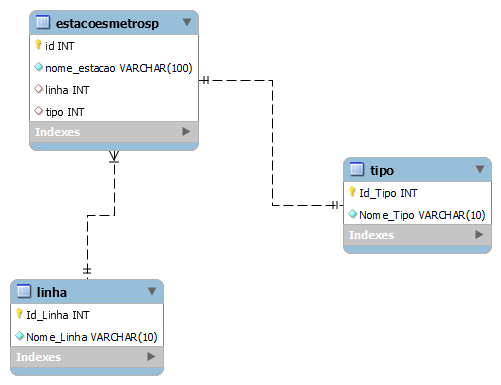 estacoesmetrosp
id INT
nome_estacao VARCHAR(100)
linha INT
tipo INT
Indexes
tipo
Id_Tipo INT
Nome_Tipo VARCHAR(10)
Indexes
linha
Id_Linha INT
Nome_Linha VARCHAR(10)
Indexes